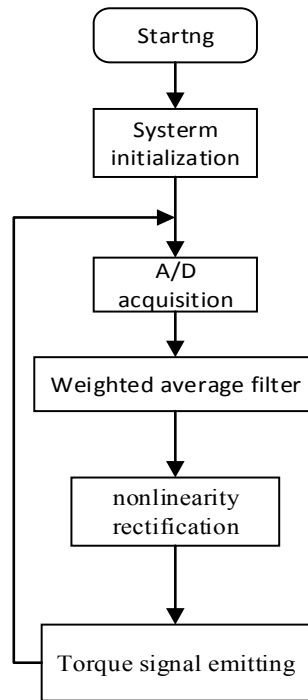 Startng
Systerm
initialization
A/D
acquisition
Weighted average filter
nonlinearity
rectification
Torque signal emitting